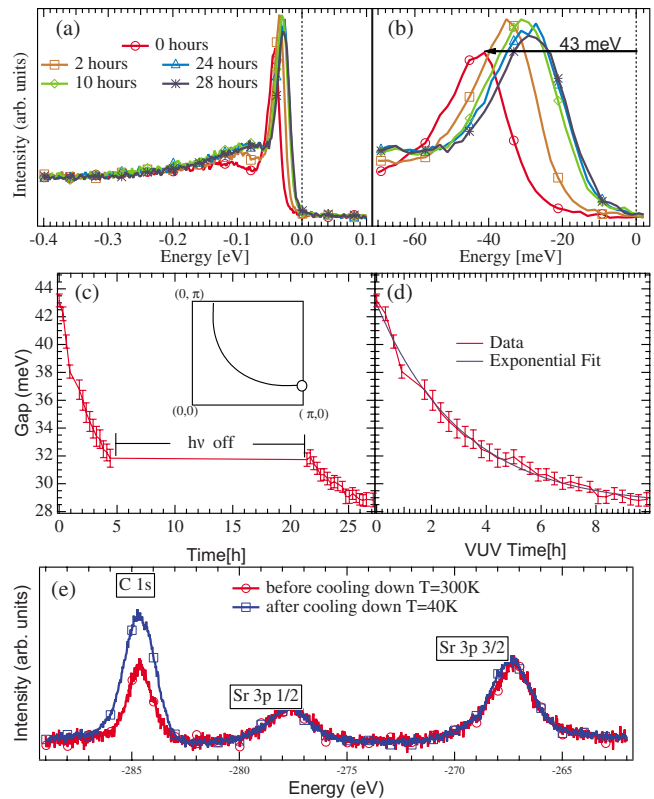 (a)
0 hours
2 hours
24 hours
10 hours
28 hours
Intensity (arb. units)
-0.4 -0.3 -0.2 -0.1 0.0 0.1
Energy [eV]
(b)
43 meV
-60 -40 -20 0
Energy [meV]
(c)
Gap (meV)
44
42
40
38
36
34
32
30
28
(0, π)
(0,0)
(π,0)
hν off
0 5 10 15 20 25
Time[h]
(d)
Data
Exponential Fit
0 2 4 6 8
VUV Time[h]
(e)
C 1s
before cooling down T=300K
after cooling down T=40K
Sr 3p 1/2
Sr 3p 3/2
Intensity (arb. units)
-285 -280 -275 -270 -265
Energy (eV)